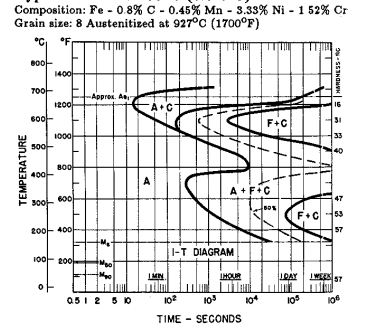 Composition: Fe - 0.8% C - 0.45% Mn - 3.33% Ni - 1 52% Cr
Grain size: 8 Austenitized at 927°C (1700°F)
°C °F
HARDNESS-RC
800
1400
700
Approx. Ae₁
A+C
16
600
1200
F+C
31
1000
33
500
40
TEMPERATURE
400
800
A
A + F+C
300
600
50%
47
F+C
53
200
400
57
Ms
I-T DIAGRAM
100
200
M50
M90
1 MIN
1 HOUR
1 DAY
1 WEEK
57
0
0.5 1 2 5 10 10² 10³ 10⁴ 10⁵ 10⁶
TIME - SECONDS